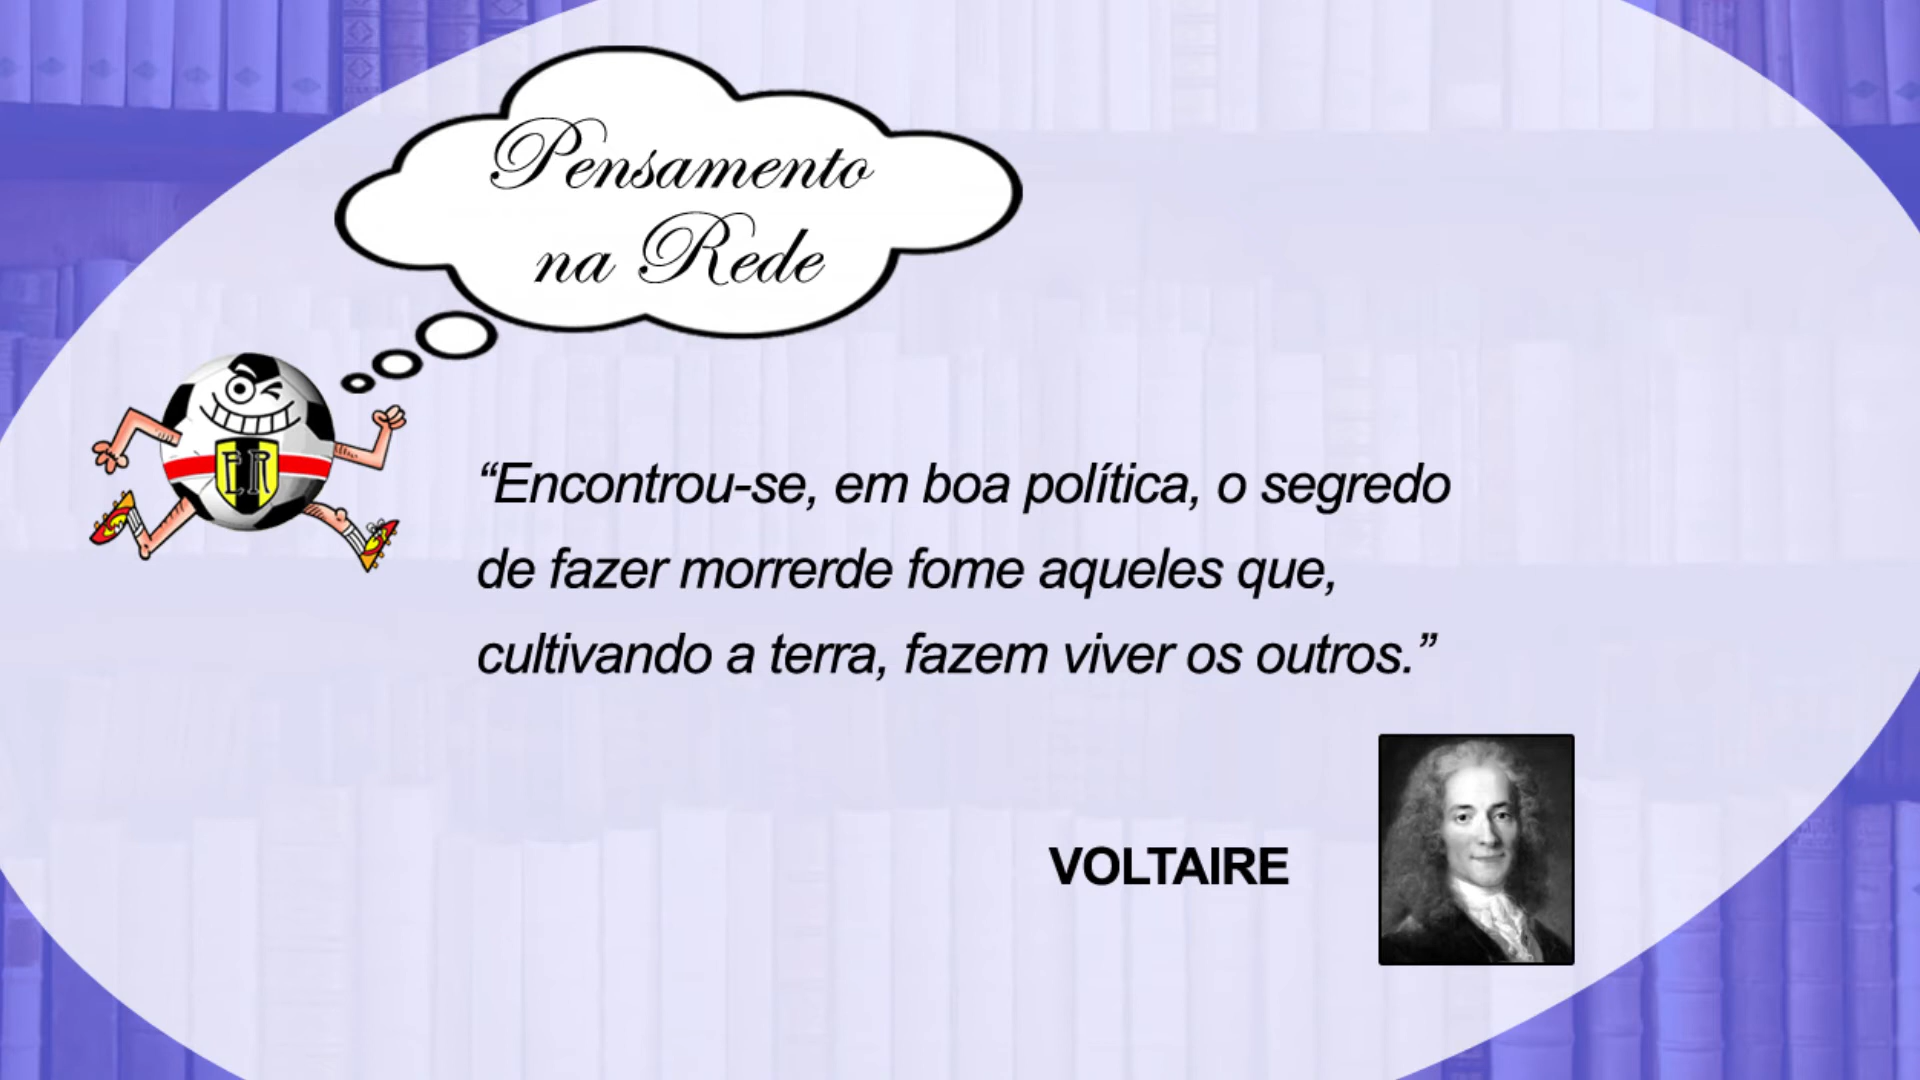 Pensamento
na Rede
ER
“Encontrou-se, em boa política, o segredo
de fazer morrerde fome aqueles que,
cultivando a terra, fazem viver os outros.”
VOLTAIRE